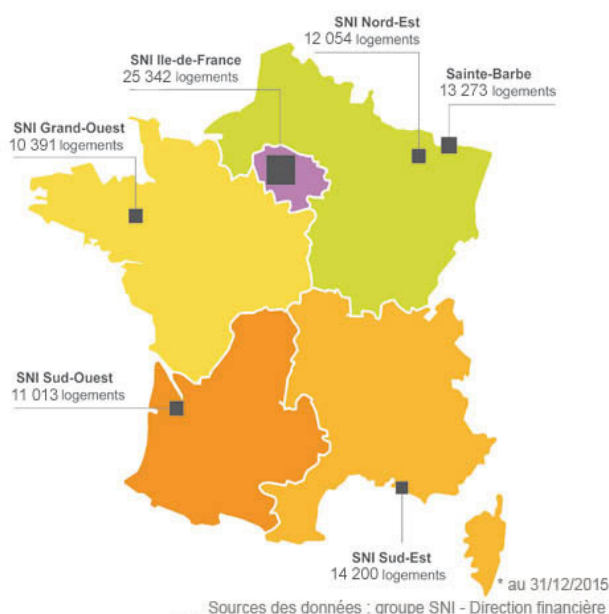 SNI Nord-Est
12 054 logements
SNI Ile-de-France
25 342 logements
Sainte-Barbe
13 273 logements
SNI Grand-Ouest
10 391 logements
SNI Sud-Ouest
11 013 logements
SNI Sud-Est
14 200 logements
* au 31/12/2015
Sources des données : groupe SNI - Direction financière